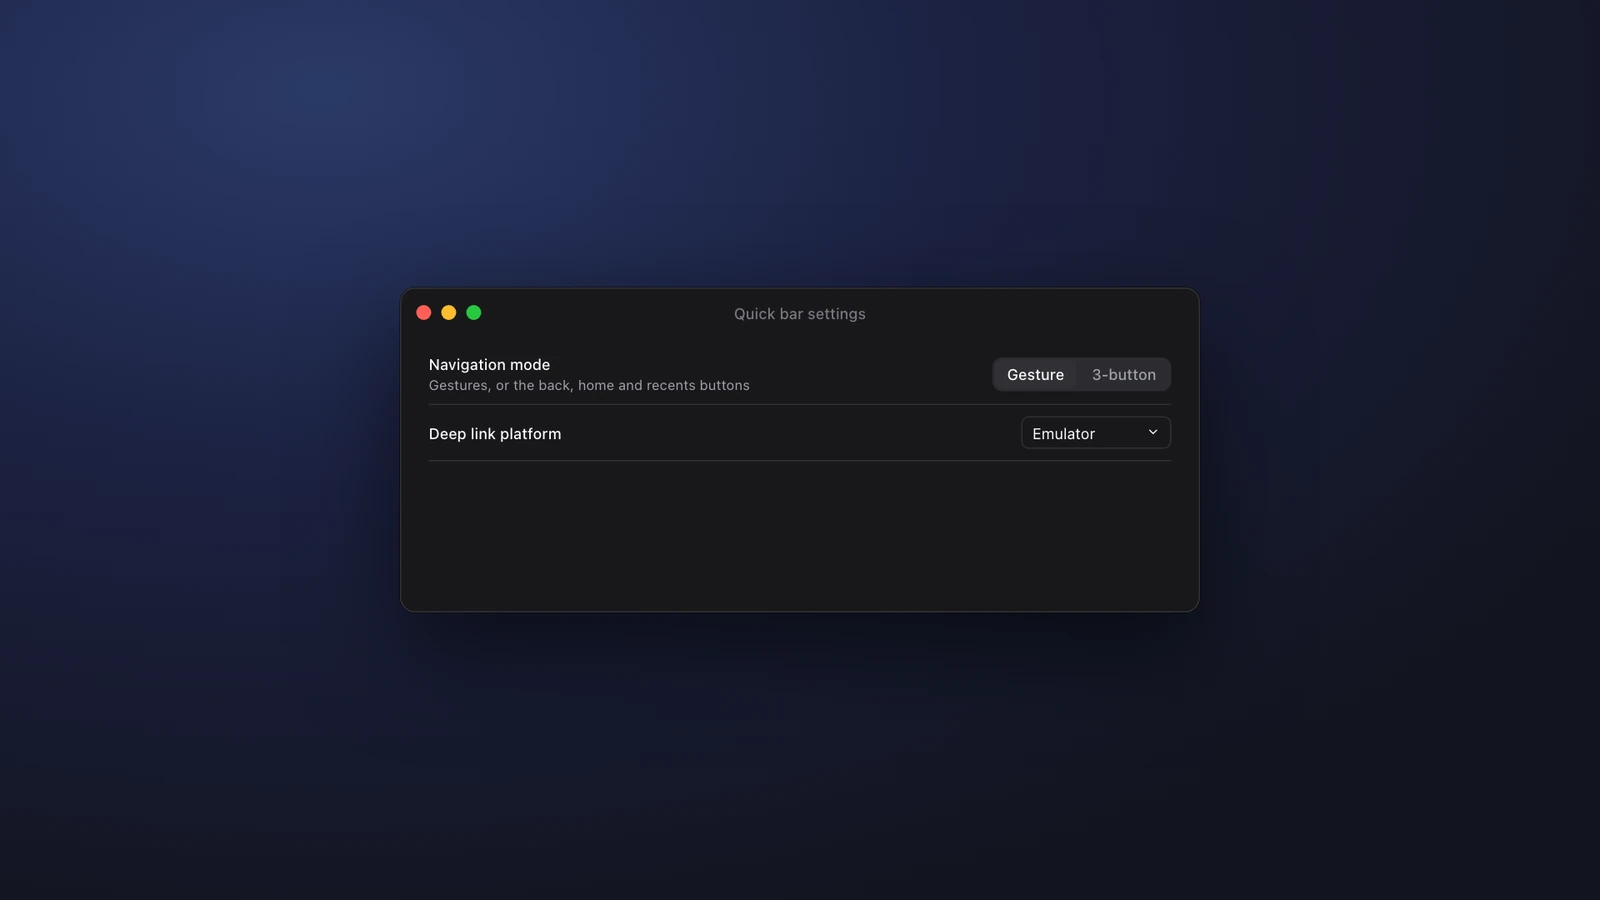 Quick bar settings
Navigation mode
Gestures, or the back, home and recents buttons
Gesture
3-button
Deep link platform
Emulator